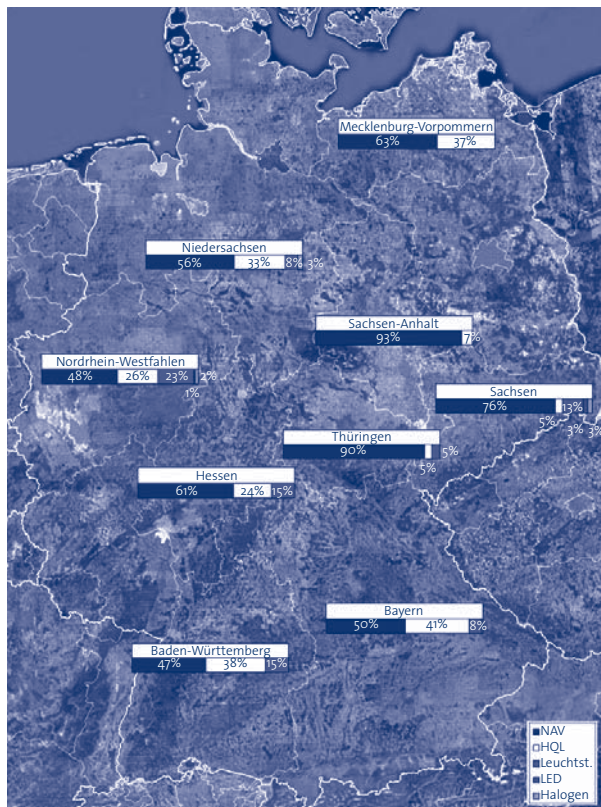 Mecklenburg-Vorpommern
63% 37%
Niedersachsen
56% 33% 8% 3%
Sachsen-Anhalt
93% 7%
Nordrhein-Westfahlen
48% 26% 23% 2%
1%
Sachsen
76% 13%
5% 3% 3%
Thüringen
90% 5%
5%
Hessen
61% 24% 15%
Bayern
50% 41% 8%
Baden-Württemberg
47% 38% 15%
NAV
HQL
Leuchtst.
LED
Halogen